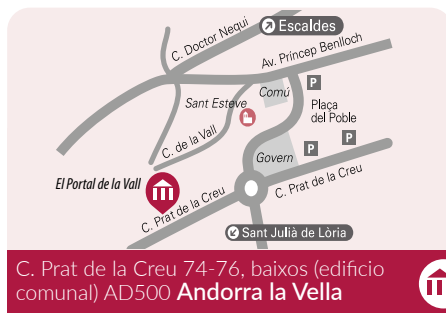 Escaldes
C. Doctor Nequi
Av. Príncep Benlloch
P
Comú
Sant Esteve
Plaça
del Poble
C. de la Vall
P
P
Govern
El Portal de la Vall
C. Prat de la Creu
C. Prat de la Creu
Sant Julià de Lòria
C. Prat de la Creu 74-76, baixos (edifício
comunal) AD500 Andorra la Vella